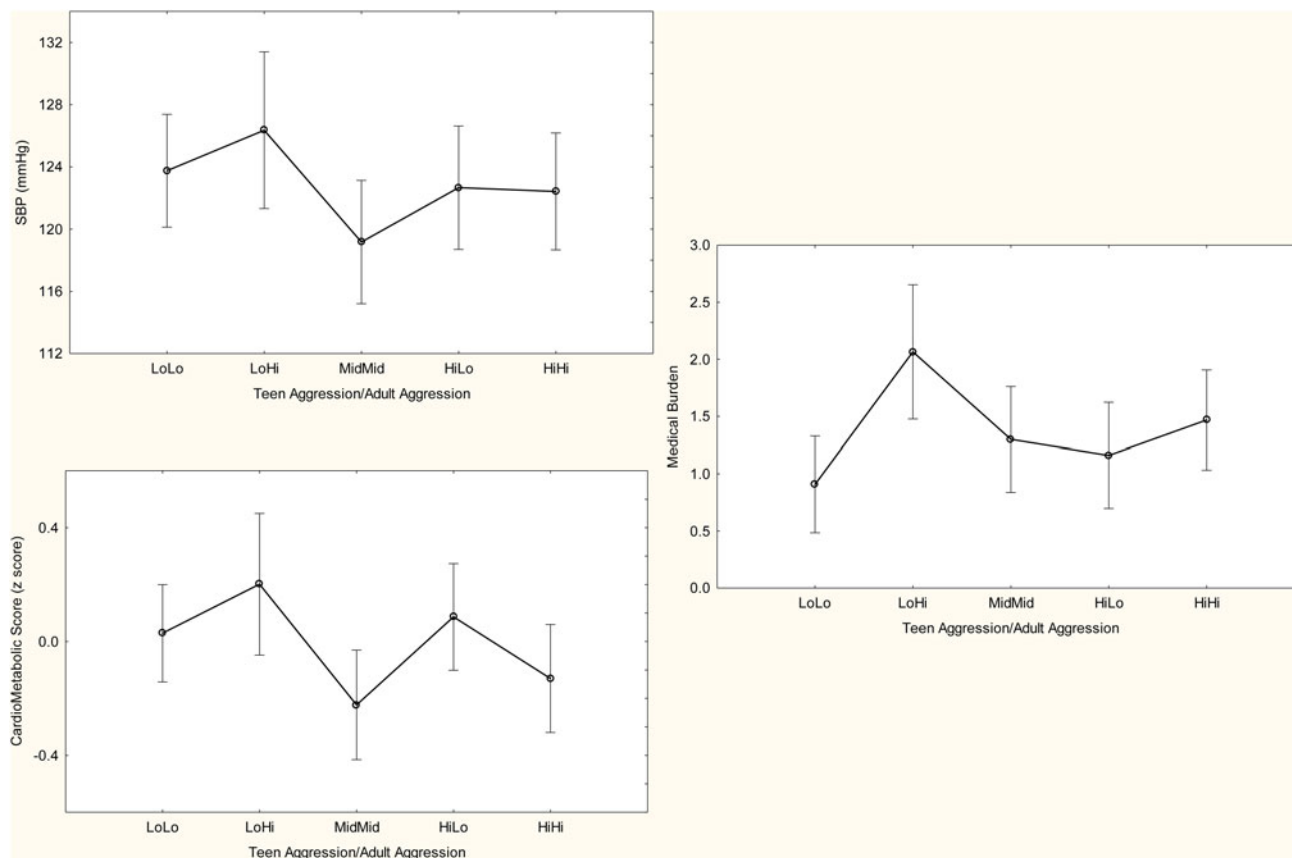 SBP (mmHg)
132
128
124
120
116
112
LoLo LoHi MidMid HiLo HiHi
Teen Aggression/Adult Aggression
CardioMetabolic Score (z score)
0.4
0.0
-0.4
LoLo LoHi MidMid HiLo HiHi
Teen Aggression/Adult Aggression
Medical Burden
3.0
2.5
2.0
1.5
1.0
0.5
0.0
LoLo LoHi MidMid HiLo HiHi
Teen Aggression/Adult Aggression